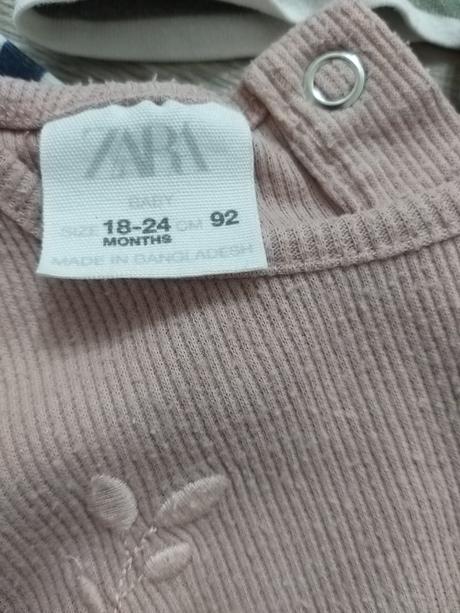 ZARA
BABY
SIZE 18-24 CM 92
MONTHS
MADE IN BANGLADESH